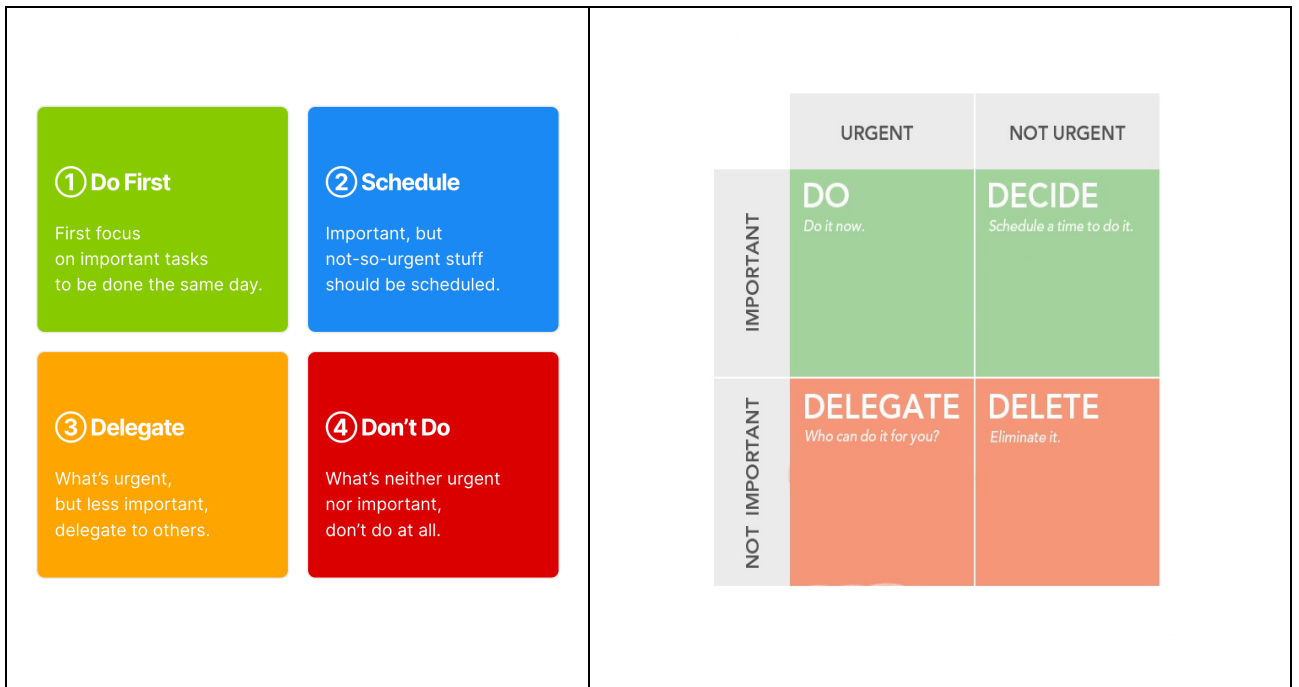 ① Do First
First focus
on important tasks
to be done the same day.
② Schedule
Important, but
not-so-urgent stuff
should be scheduled.
③ Delegate
What’s urgent,
but less important,
delegate to others.
④ Don’t Do
What’s neither urgent
nor important,
don’t do at all.
URGENT
NOT URGENT
IMPORTANT
DO
Do it now.
DECIDE
Schedule a time to do it.
NOT IMPORTANT
DELEGATE
Who can do it for you?
DELETE
Eliminate it.